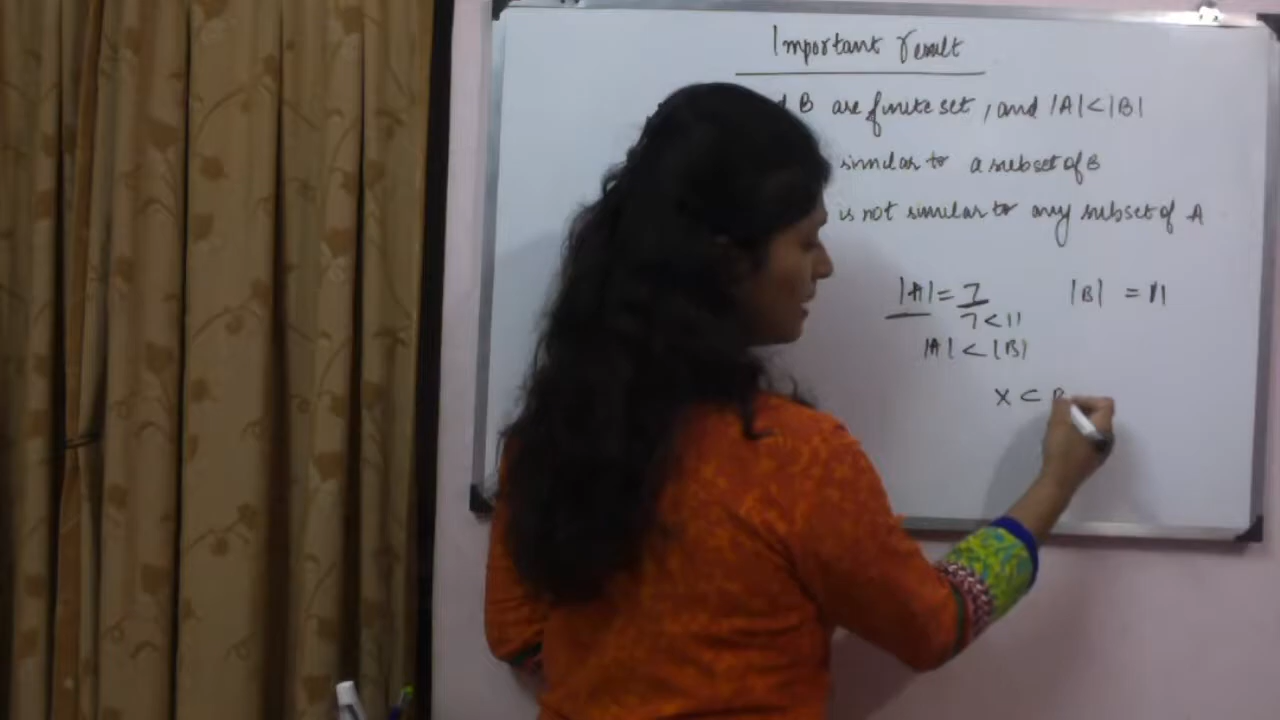 Important result
B are finite set, and |A|<|B|
similar to a subset of B
is not similar to any subset of A
|A| = 7 |B| = 11
7 < 11
|A| < |B|
X ⊂ B